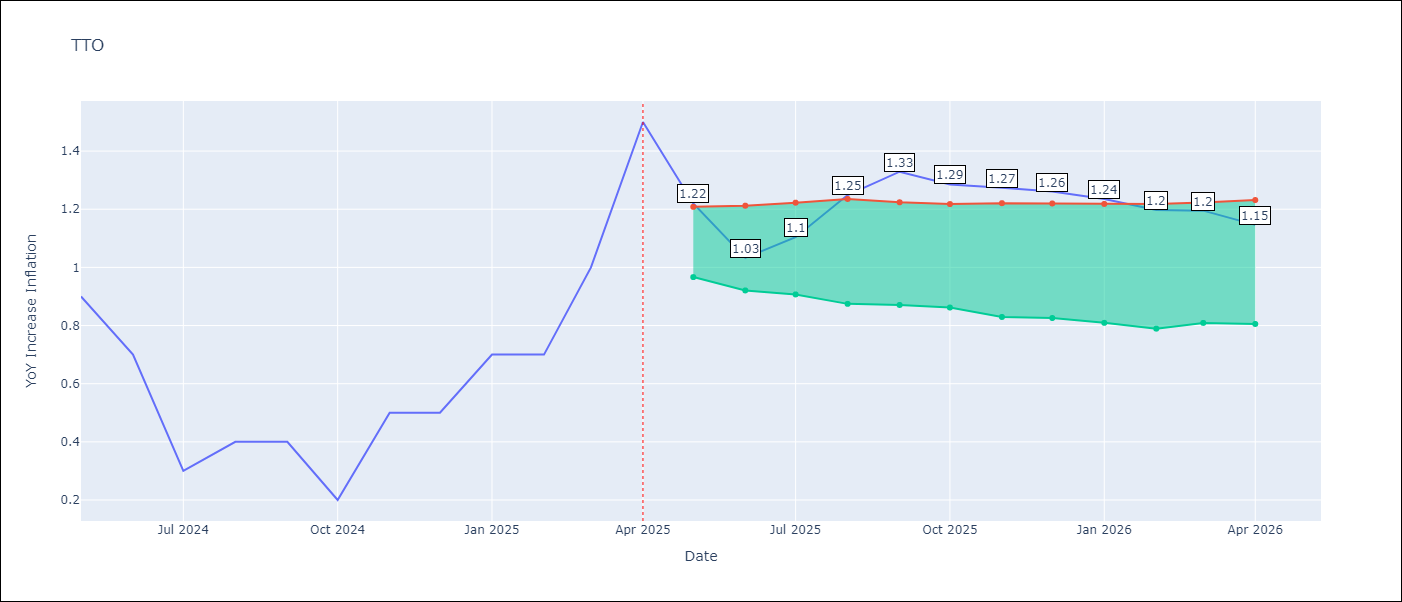 TTO
YoY Increase Inflation
1.4
1.2
1
0.8
0.6
0.4
0.2
1.22
1.03
1.1
1.25
1.33
1.29
1.27
1.26
1.24
1.2
1.2
1.15
Jul 2024
Oct 2024
Jan 2025
Apr 2025
Jul 2025
Oct 2025
Jan 2026
Apr 2026
Date